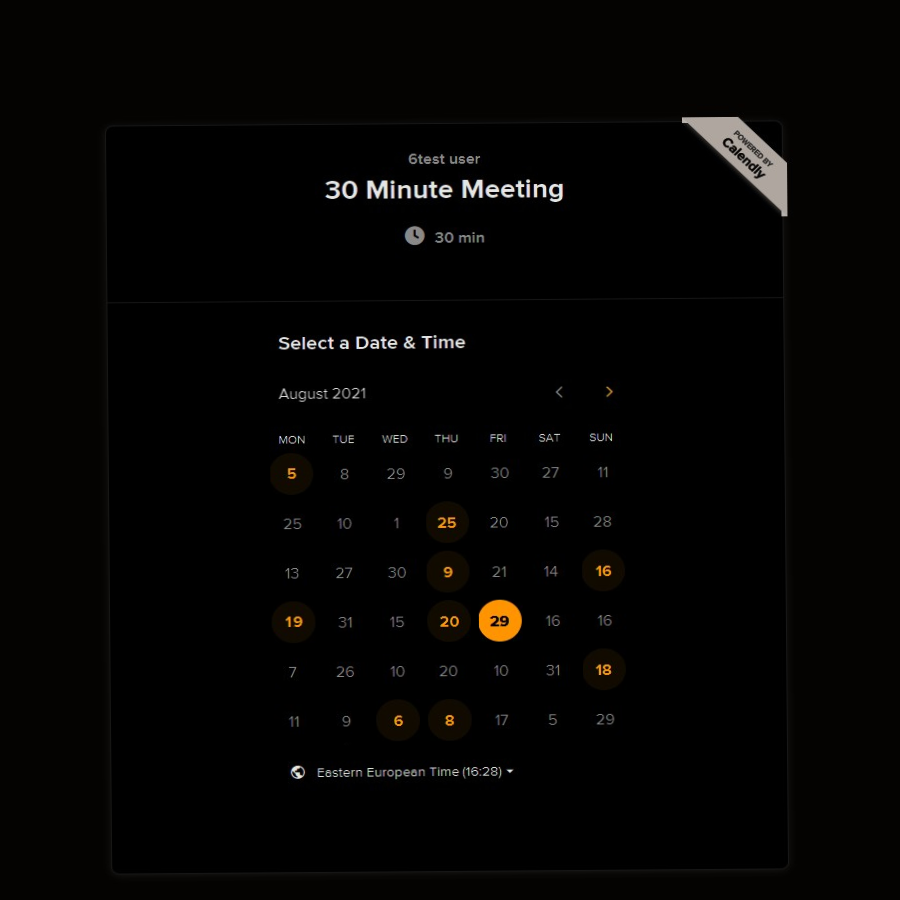 POWERED BY
Calendly
6test user
30 Minute Meeting
30 min
Select a Date & Time
August 2021
MON TUE WED THU FRI SAT SUN
5 8 29 9 30 27 11
25 10 1 25 20 15 28
13 27 30 9 21 14 16
19 31 15 20 29 16 16
7 26 10 20 10 31 18
11 9 6 8 17 5 29
Eastern European Time (16:28)